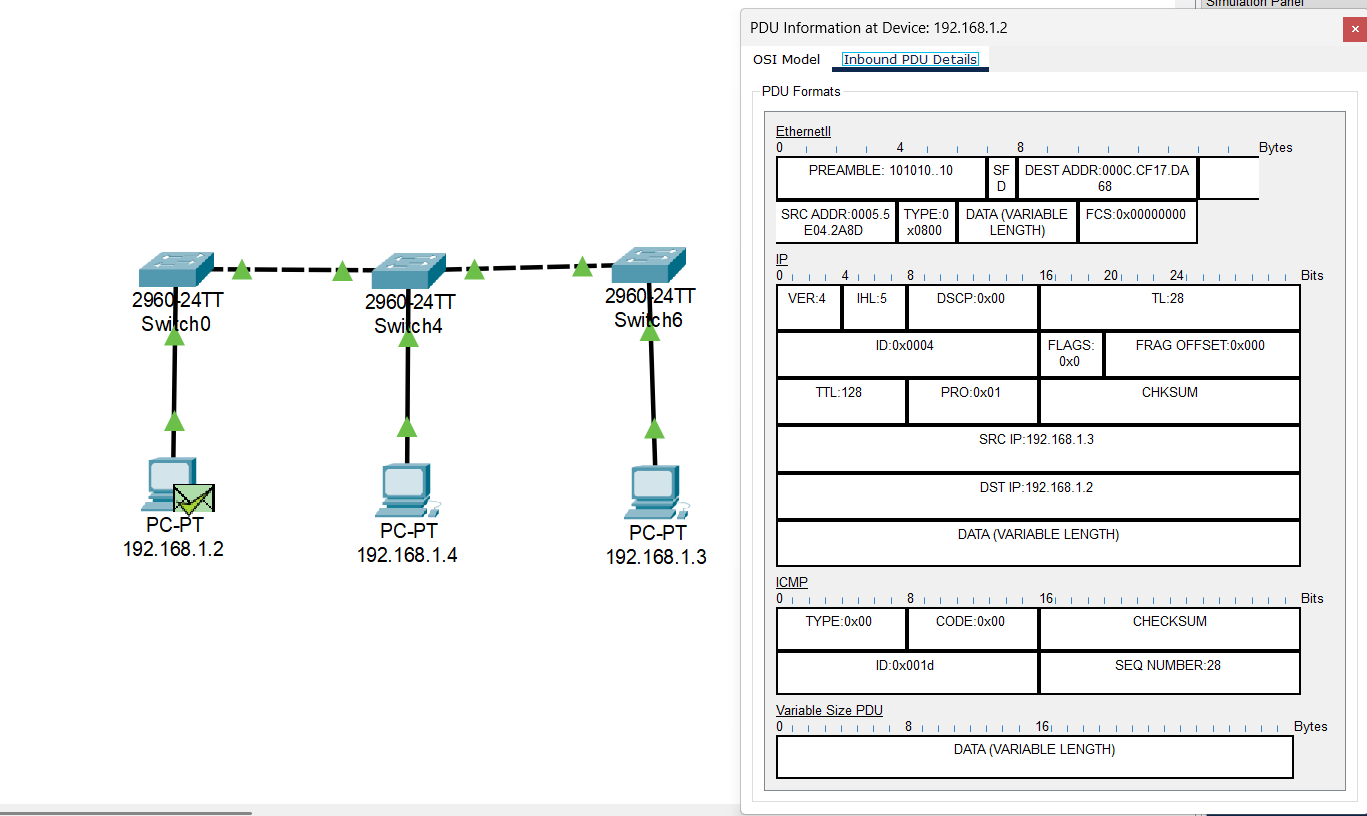 Simulation Panel
PDU Information at Device: 192.168.1.2
OSI Model
Inbound PDU Details
PDU Formats
EthernetII
0 4 8 Bytes
PREAMBLE: 101010..10
SF
D
DEST ADDR:000C.CF17.DA
68
SRC ADDR:0005.5
E04.2A8D
TYPE:0
x0800
DATA (VARIABLE
LENGTH)
FCS:0x00000000
IP
0 4 8 16 20 24 Bits
VER:4
IHL:5
DSCP:0x00
TL:28
ID:0x0004
FLAGS:
0x0
FRAG OFFSET:0x000
TTL:128
PRO:0x01
CHKSUM
SRC IP:192.168.1.3
DST IP:192.168.1.2
DATA (VARIABLE LENGTH)
ICMP
0 8 16 Bits
TYPE:0x00
CODE:0x00
CHECKSUM
ID:0x001d
SEQ NUMBER:28
Variable Size PDU
0 8 16 Bytes
DATA (VARIABLE LENGTH)
2960-24TT
Switch0
2960-24TT
Switch4
2960-24TT
Switch6
PC-PT
192.168.1.2
PC-PT
192.168.1.4
PC-PT
192.168.1.3